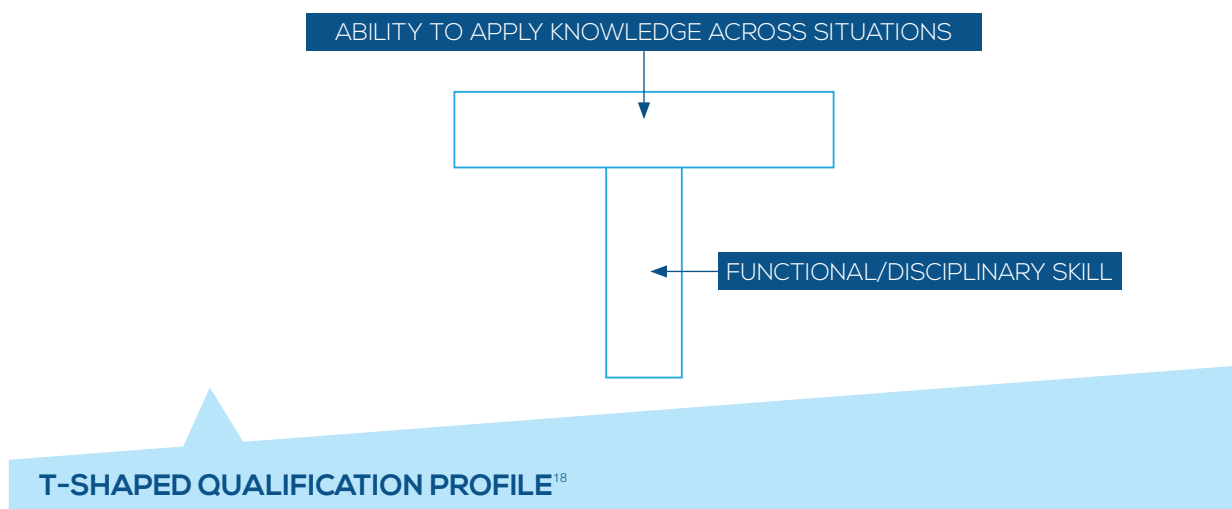 ABILITY TO APPLY KNOWLEDGE ACROSS SITUATIONS
FUNCTIONAL/DISCIPLINARY SKILL
T-SHAPED QUALIFICATION PROFILE18